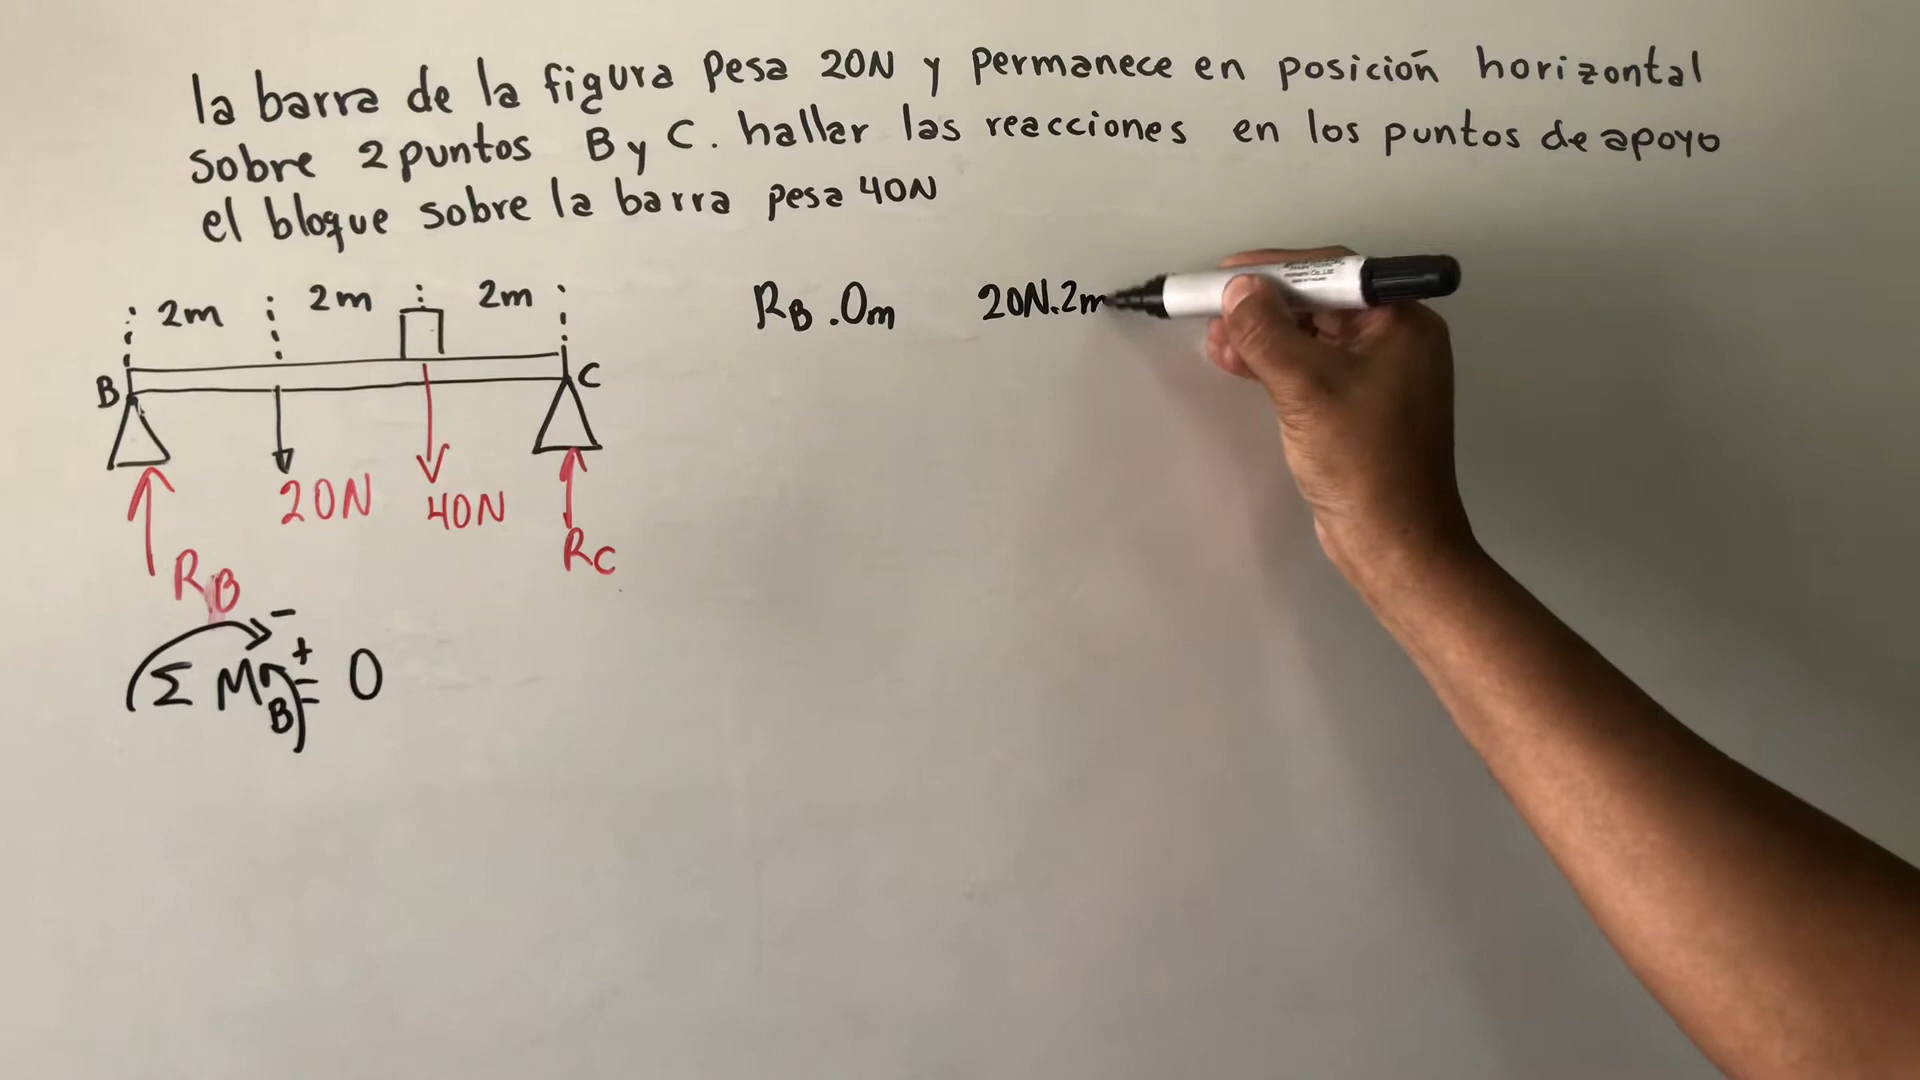 la barra de la figura pesa 20N y permanece en posición horizontal
sobre 2 puntos B y C. hallar las reacciones en los puntos de apoyo
el bloque sobre la barra pesa 40N
2m 2m 2m
RB . 0m 20N.2m
B C
20N 40N
RB RC
-
+
Σ MB = 0